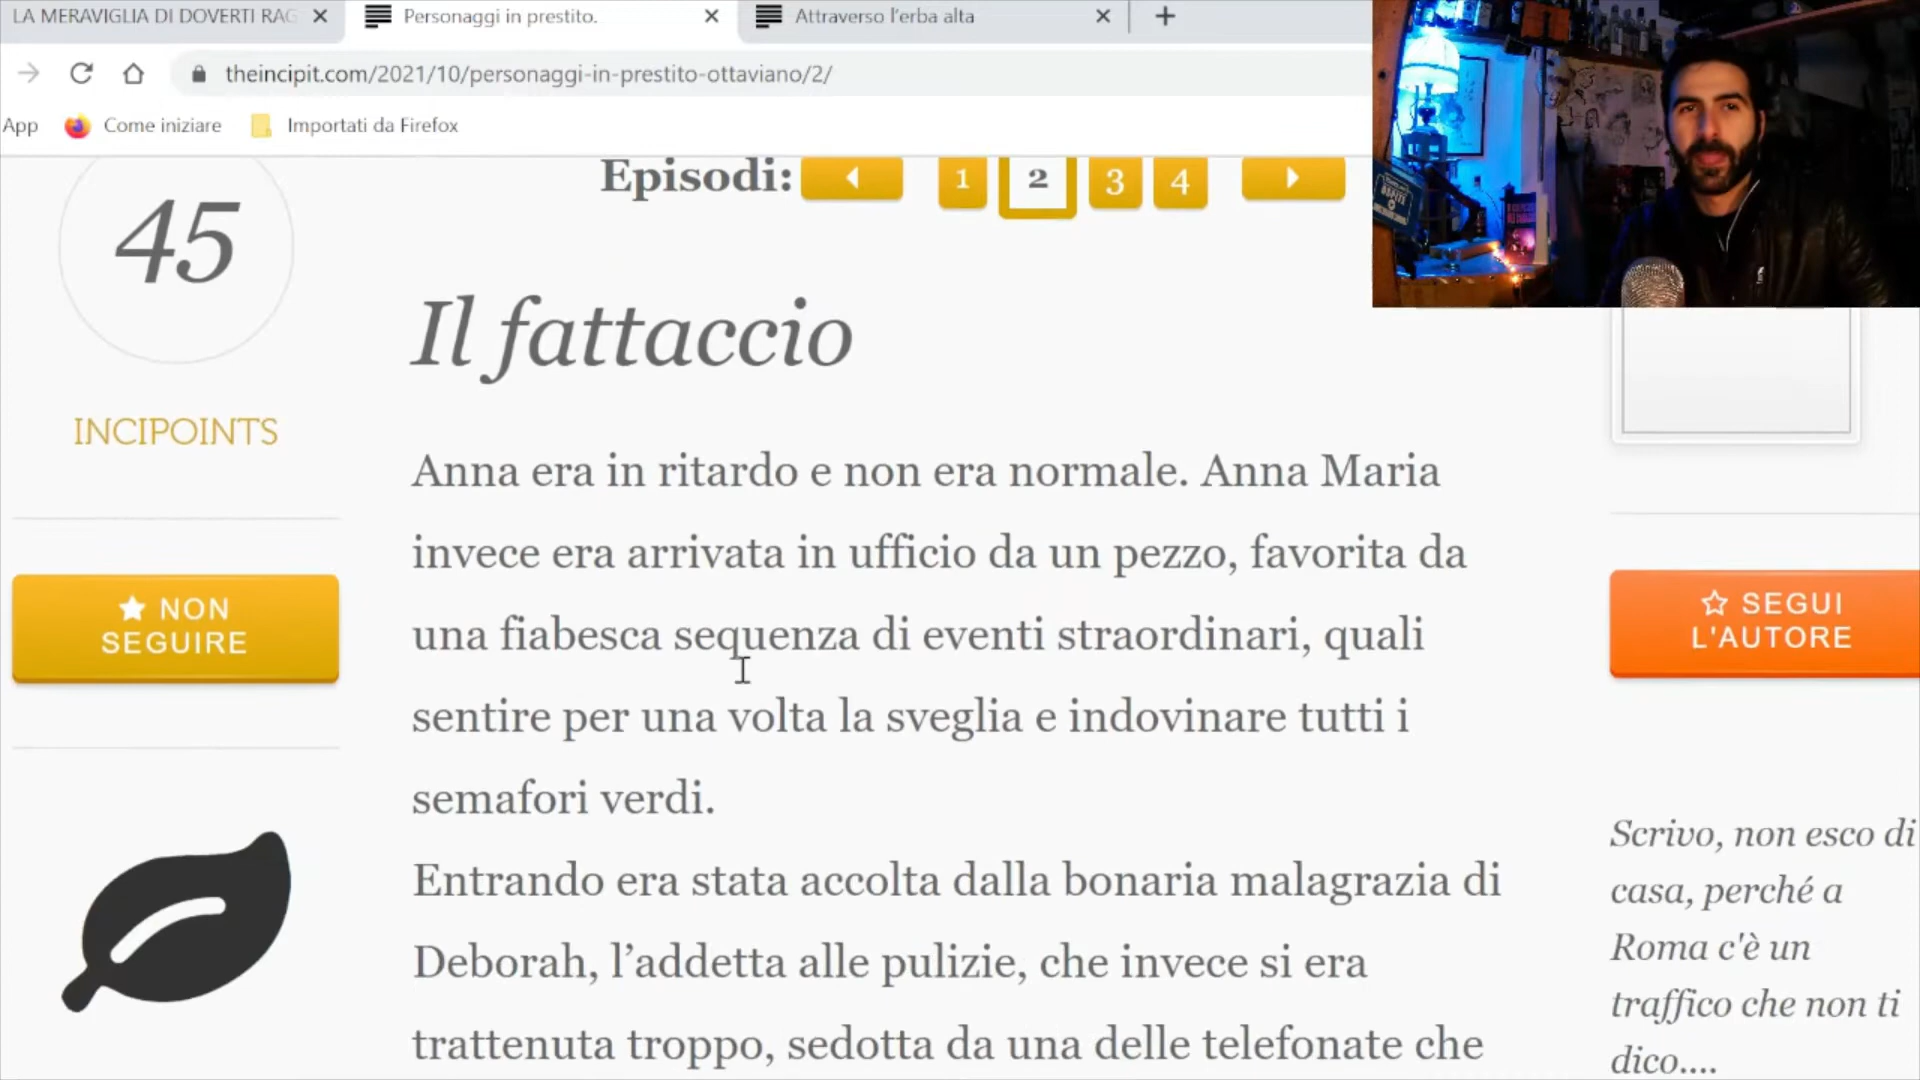 LA MERAVIGLIA DI DOVERTI RAG
Personaggi in prestito.
Attraverso l'erba alta
theincipit.com/2021/10/personaggi-in-prestito-ottaviano/2/
App
Come iniziare
Importati da Firefox
45
INCIPOINTS
NON
SEGUIRE
Episodi:
1
2
3
4
Il fattaccio
Anna era in ritardo e non era normale. Anna Maria
invece era arrivata in ufficio da un pezzo, favorita da
una fiabesca sequenza di eventi straordinari, quali
sentire per una volta la sveglia e indovinare tutti i
semafori verdi.
Entrando era stata accolta dalla bonaria malagrazia di
Deborah, l’addetta alle pulizie, che invece si era
trattenuta troppo, sedotta da una delle telefonate che
SEGUI
L'AUTORE
Scrivo, non esco di
casa, perché a
Roma c'è un
traffico che non ti
dico....